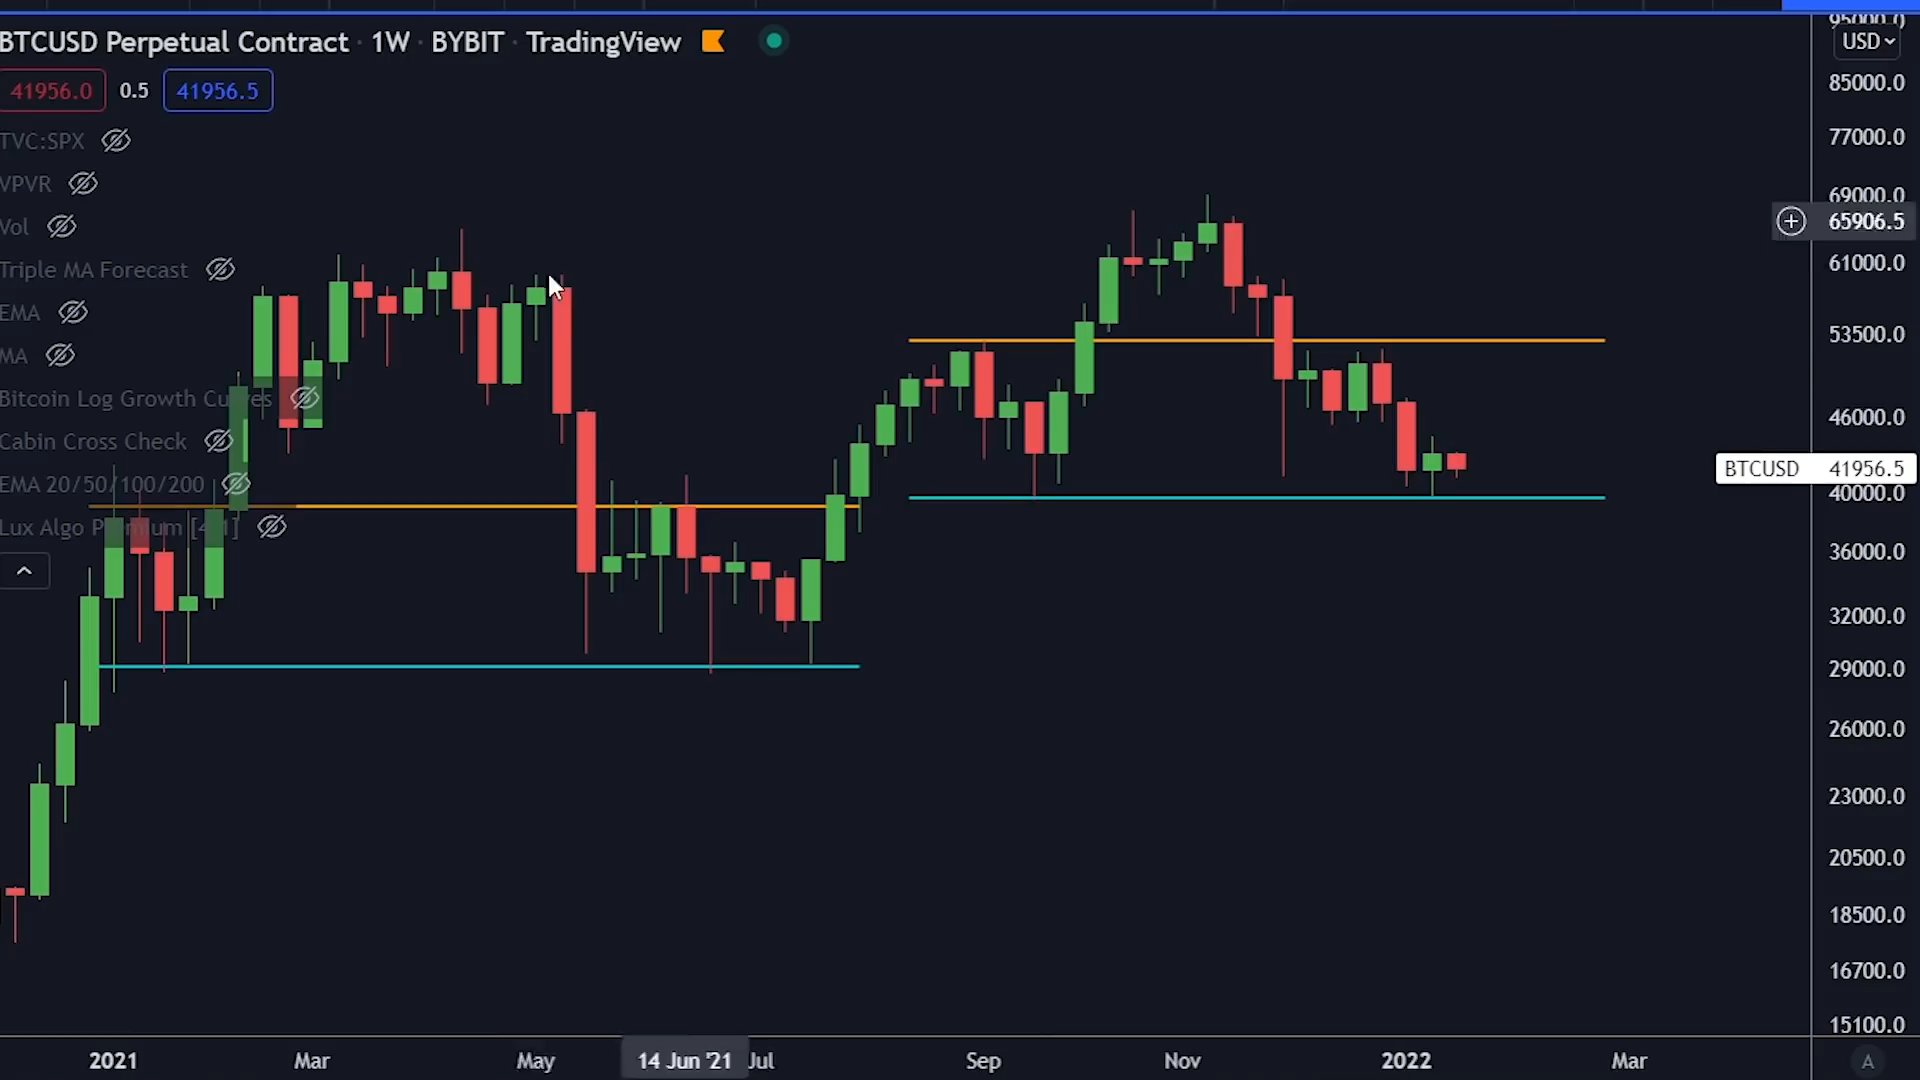 BTCUSD Perpetual Contract · 1W · BYBIT · TradingView
95000.0
USD
41956.0 0.5 41956.5
85000.0
TVC:SPX
77000.0
VPVR
69000.0
Vol
65906.5
Triple MA Forecast
61000.0
EMA
53500.0
MA
Bitcoin Log Growth Curves
46000.0
Cabin Cross Check
BTCUSD 41956.5
EMA 20/50/100/200
40000.0
Lux Algo Premium
36000.0
32000.0
29000.0
26000.0
23000.0
20500.0
18500.0
16700.0
15100.0
2021 Mar May 14 Jun '21 Jul Sep Nov 2022 Mar A